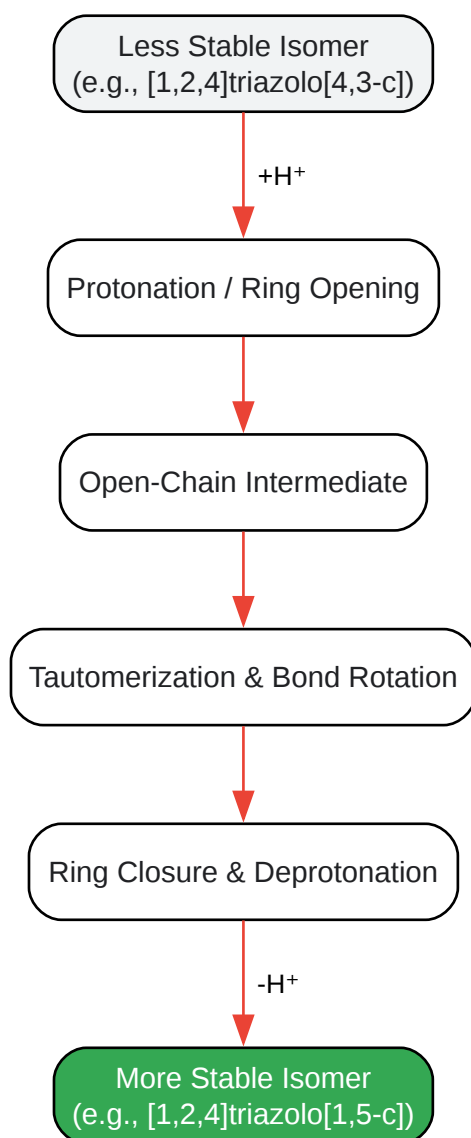 Less Stable Isomer
(e.g., [1,2,4]triazolo[4,3-c])
+H⁺
Protonation / Ring Opening
Open-Chain Intermediate
Tautomerization & Bond Rotation
Ring Closure & Deprotonation
-H⁺
More Stable Isomer
(e.g., [1,2,4]triazolo[1,5-c])